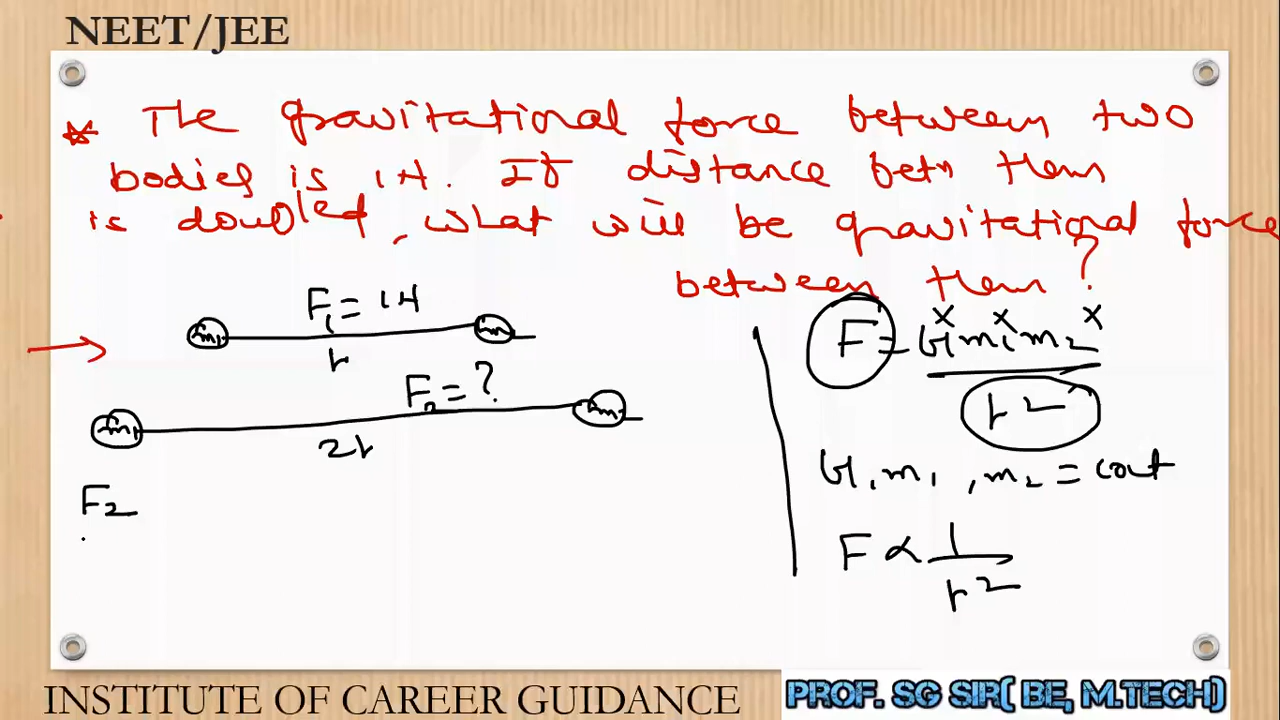 NEET/JEE
* The gravitational force between two
bodies is 1N. If distance betn them
is doubled, what will be gravitational force
between them?
F1 = 1N
m1 m2
r
F2 = ?
m1 m2
2r
F2
F = G m1 m2 / r2
G, m1, m2 = const
F ∝ 1 / r2
INSTITUTE OF CAREER GUIDANCE
PROF. SG SIR( BE, M.TECH)